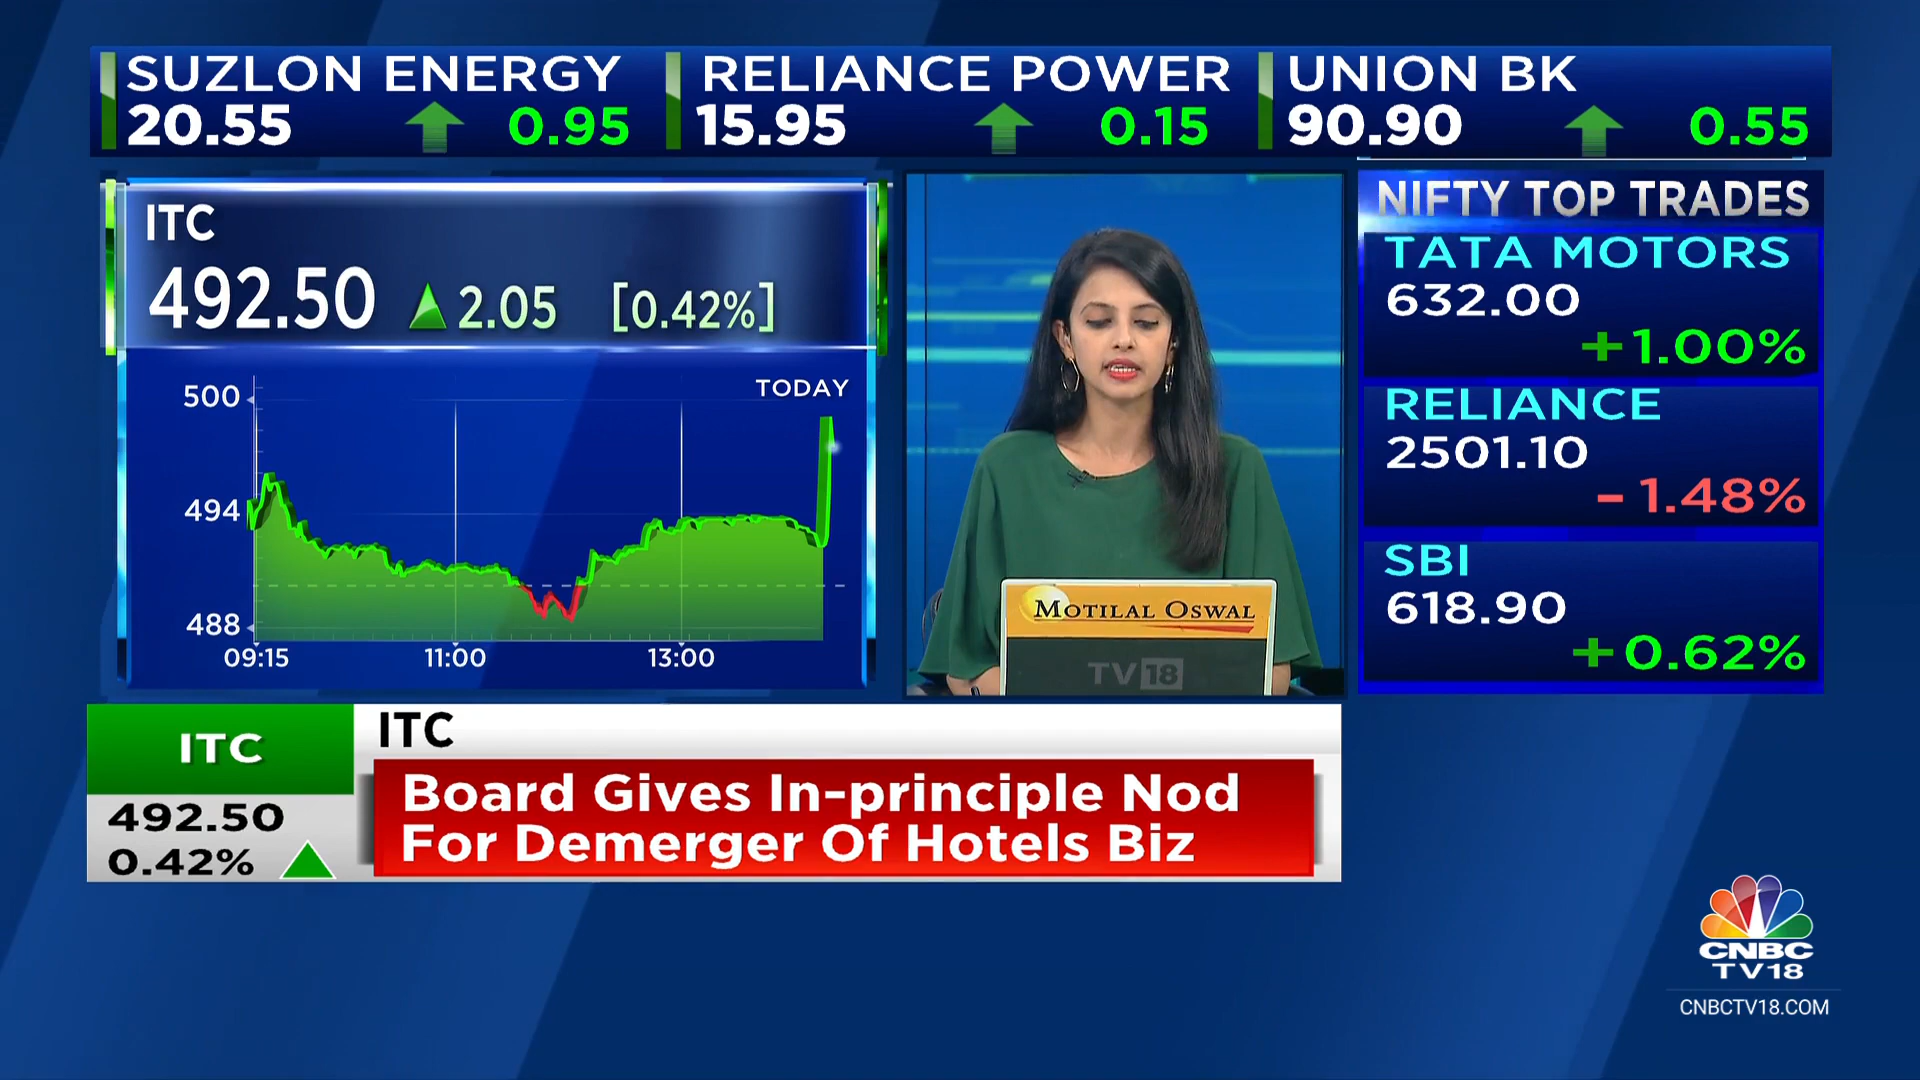 SUZLON ENERGY
20.55 0.95
RELIANCE POWER
15.95 0.15
UNION BK
90.90 0.55
ITC
492.50 2.05 [0.42%]
TODAY
500
494
488
09:15 11:00 13:00
MOTILAL OSWAL
TV18
NIFTY TOP TRADES
TATA MOTORS
632.00
+1.00%
RELIANCE
2501.10
-1.48%
SBI
618.90
+0.62%
ITC
492.50
0.42%
ITC
Board Gives In-principle Nod
For Demerger Of Hotels Biz
CNBC
TV18
CNBCTV18.COM